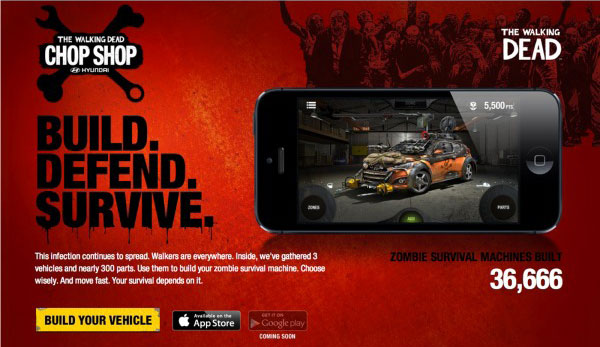 THE WALKING DEAD
CHOP SHOP
HYUNDAI
THE WALKING
DEAD
BUILD.
DEFEND.
SURVIVE.
5,500 PTS
ZONES
ADD
PARTS
This infection continues to spread. Walkers are everywhere. Inside, we've gathered 3
vehicles and nearly 300 parts. Use them to build your zombie survival machine. Choose
wisely. And move fast. Your survival depends on it.
ZOMBIE SURVIVAL MACHINES BUILT
36,666
BUILD YOUR VEHICLE
Available on the
App Store
GET IT ON
Google play
COMING SOON